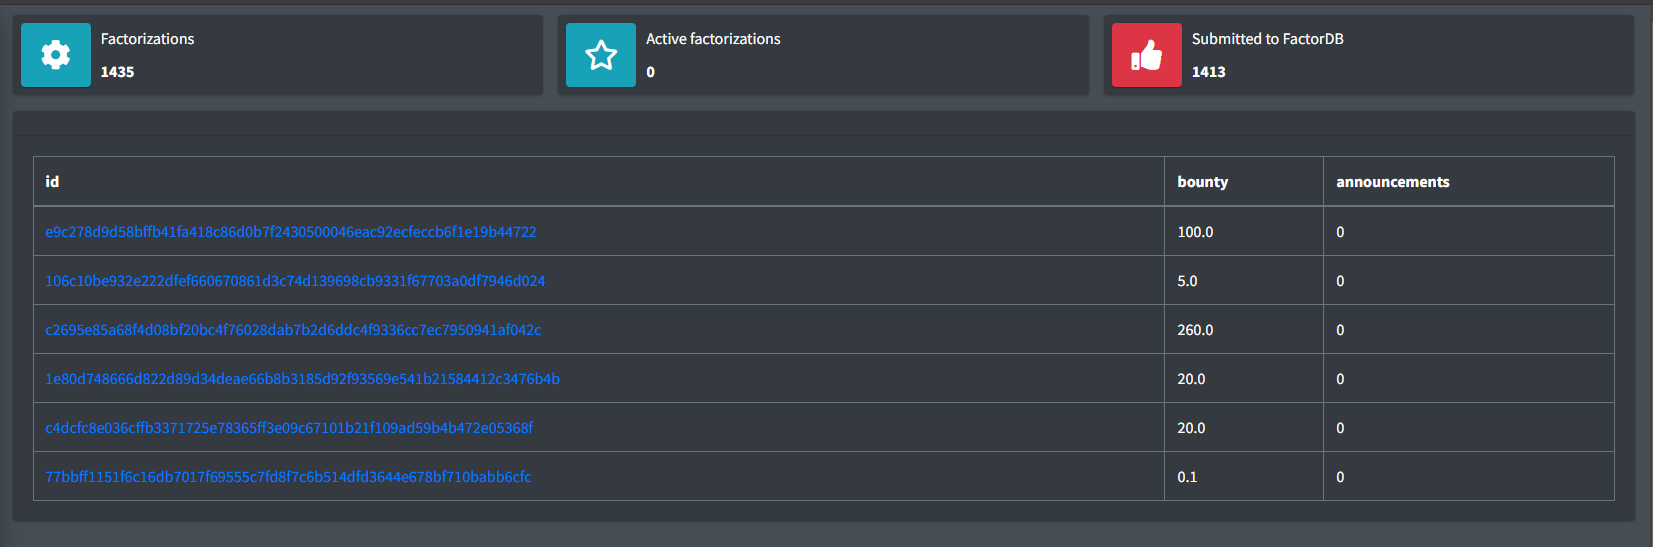 Factorizations
1435
Active factorizations
0
Submitted to FactorDB
1413
id bounty announcements
e9c278d9d58bffb41fa418c86d0b7f2430500046eac92ecfeccb6f1e19b44722 100.0 0
106c10be932e222dfef660670861d3c74d139698cb9331f67703a0df7946d024 5.0 0
c2695e85a68f4d08bf20bc4f76028dab7b2d6ddc4f9336cc7ec7950941af042c 260.0 0
1e80d748666d822d89d34deae66b8b3185d92f93569e541b21584412c3476b4b 20.0 0
c4dcfc8e036cffb3371725e78365ff3e09c67101b21f109ad59b4b472e05368f 20.0 0
77bbff1151f6c16db7017f69555c7fd8f7c6b514dfd3644e678bf710babb6cfc 0.1 0